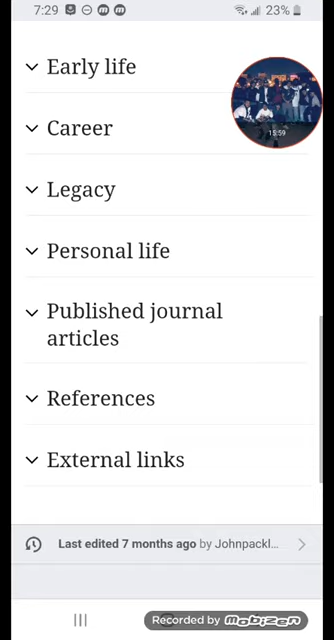 7:29
23%
Early life
15:59
Career
Legacy
Personal life
Published journal
articles
References
External links
Last edited 7 months ago by Johnpackl...
Recorded by mobizen